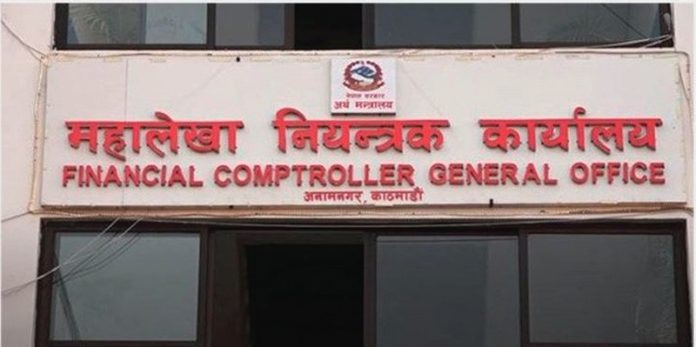 नेपाल सरकार
अर्थ मन्त्रालय
महालेखा नियन्त्रक कार्यालय
FINANCIAL COMPTROLLER GENERAL OFFICE
अनामनगर, काठमाडौं